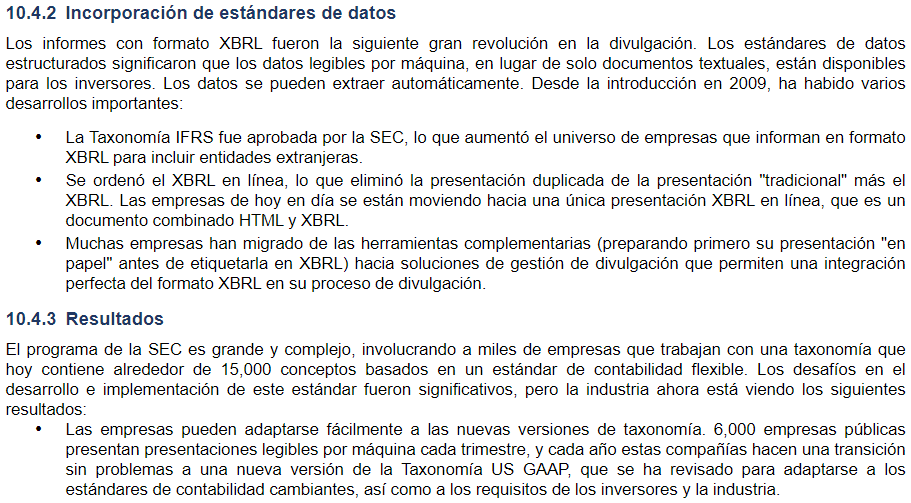 10.4.2 Incorporación de estándares de datos
Los informes con formato XBRL fueron la siguiente gran revolución en la divulgación. Los estándares de datos
estructurados significaron que los datos legibles por máquina, en lugar de solo documentos textuales, están disponibles
para los inversores. Los datos se pueden extraer automáticamente. Desde la introducción en 2009, ha habido varios
desarrollos importantes:
• La Taxonomía IFRS fue aprobada por la SEC, lo que aumentó el universo de empresas que informan en formato
XBRL para incluir entidades extranjeras.
• Se ordenó el XBRL en línea, lo que eliminó la presentación duplicada de la presentación "tradicional" más el
XBRL. Las empresas de hoy en día se están moviendo hacia una única presentación XBRL en línea, que es un
documento combinado HTML y XBRL.
• Muchas empresas han migrado de las herramientas complementarias (preparando primero su presentación "en
papel" antes de etiquetarla en XBRL) hacia soluciones de gestión de divulgación que permiten una integración
perfecta del formato XBRL en su proceso de divulgación.
10.4.3 Resultados
El programa de la SEC es grande y complejo, involucrando a miles de empresas que trabajan con una taxonomía que
hoy contiene alrededor de 15,000 conceptos basados en un estándar de contabilidad flexible. Los desafíos en el
desarrollo e implementación de este estándar fueron significativos, pero la industria ahora está viendo los siguientes
resultados:
• Las empresas pueden adaptarse fácilmente a las nuevas versiones de taxonomía. 6,000 empresas públicas
presentan presentaciones legibles por máquina cada trimestre, y cada año estas compañías hacen una transición
sin problemas a una nueva versión de la Taxonomía US GAAP, que se ha revisado para adaptarse a los
estándares de contabilidad cambiantes, así como a los requisitos de los inversores y la industria.